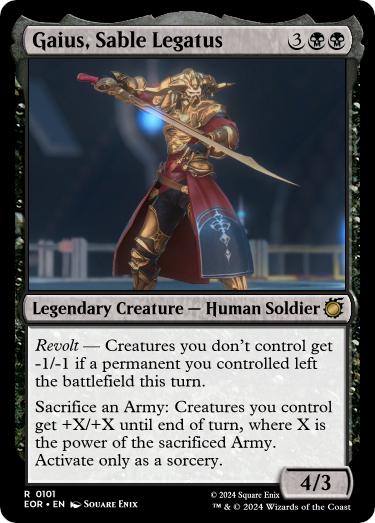 Gaius, Sable Legatus 3
Legendary Creature — Human Soldier
Revolt — Creatures you don't control get
-1/-1 if a permanent you controlled left
the battlefield this turn.
Sacrifice an Army: Creatures you control
get +X/+X until end of turn, where X is
the power of the sacrificed Army.
Activate only as a sorcery.
4/3
R 0101
EOR • EN Square Enix
© 2024 Square Enix
™ & © 2024 Wizards of the Coast